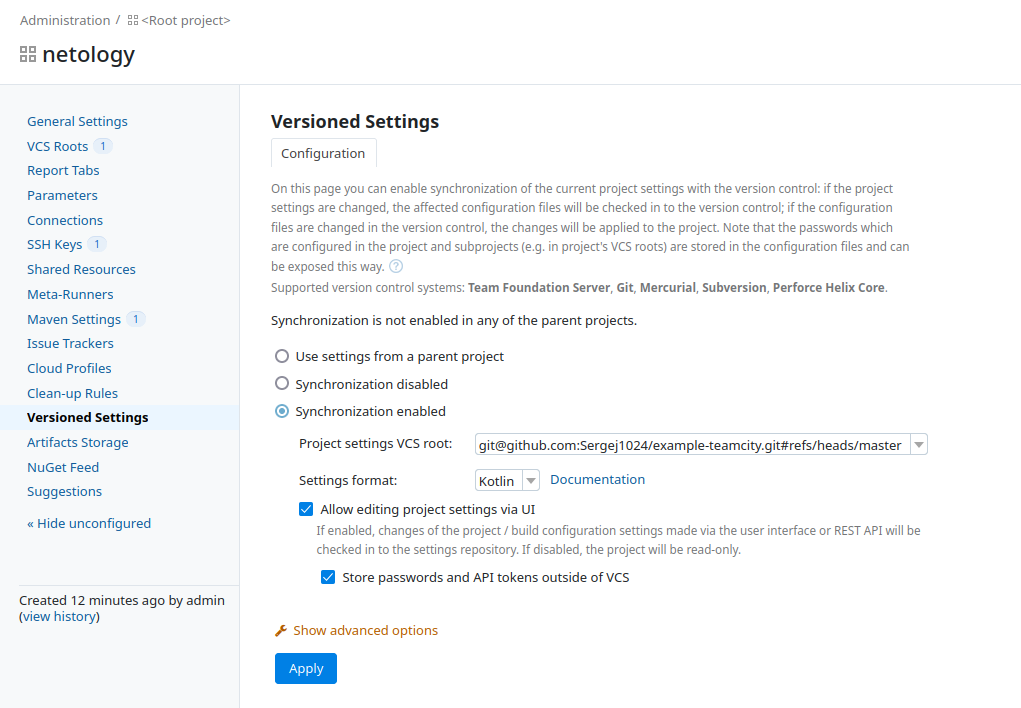 Administration / <Root project>
netology
General Settings
VCS Roots 1
Report Tabs
Parameters
Connections
SSH Keys 1
Shared Resources
Meta-Runners
Maven Settings 1
Issue Trackers
Cloud Profiles
Clean-up Rules
Versioned Settings
Artifacts Storage
NuGet Feed
Suggestions
« Hide unconfigured
Created 12 minutes ago by admin
(view history)
Versioned Settings
Configuration
On this page you can enable synchronization of the current project settings with the version control: if the project
settings are changed, the affected configuration files will be checked in to the version control; if the configuration
files are changed in the version control, the changes will be applied to the project. Note that the passwords which
are configured in the project and subprojects (e.g. in project's VCS roots) are stored in the configuration files and can
be exposed this way. ?
Supported version control systems: Team Foundation Server, Git, Mercurial, Subversion, Perforce Helix Core.
Synchronization is not enabled in any of the parent projects.
Use settings from a parent project
Synchronization disabled
Synchronization enabled
Project settings VCS root: git@github.com:Sergej1024/example-teamcity.git#refs/heads/master
Settings format: Kotlin Documentation
Allow editing project settings via UI
If enabled, changes of the project / build configuration settings made via the user interface or REST API will be
checked in to the settings repository. If disabled, the project will be read-only.
Store passwords and API tokens outside of VCS
Show advanced options
Apply